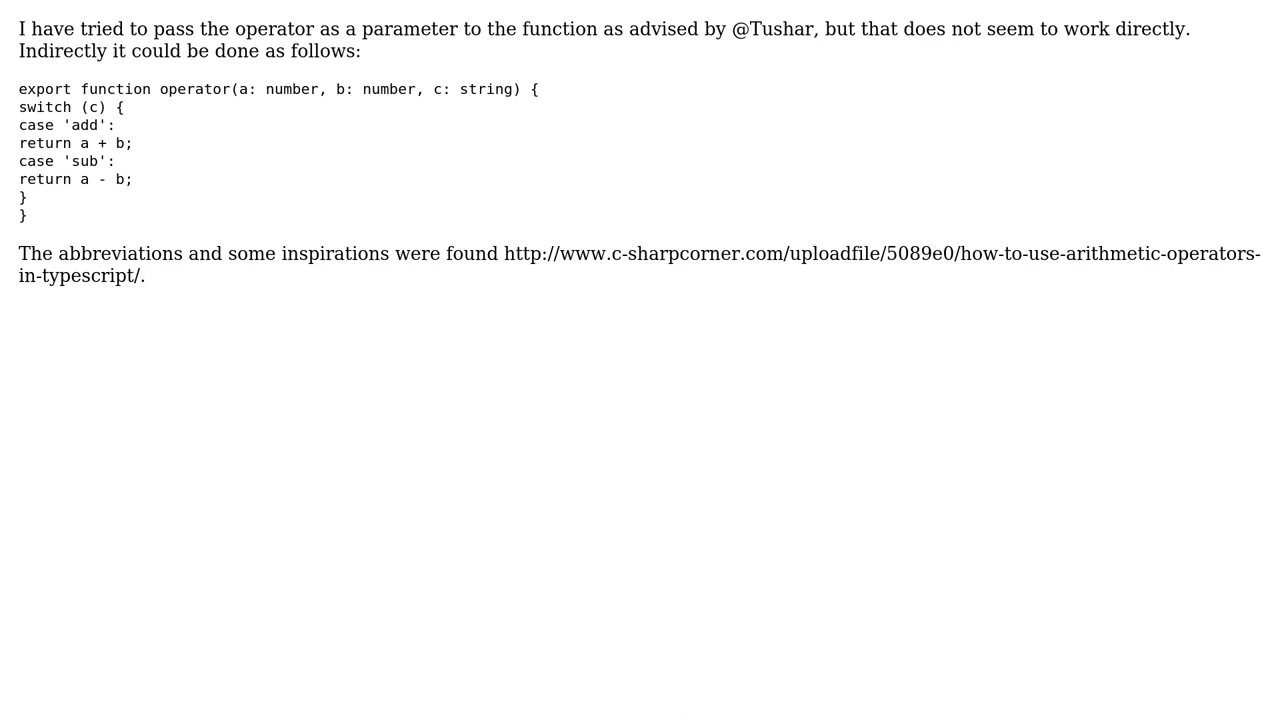 I have tried to pass the operator as a parameter to the function as advised by @Tushar, but that does not seem to work directly.
Indirectly it could be done as follows:
export function operator(a: number, b: number, c: string) {
switch (c) {
case 'add':
return a + b;
case 'sub':
return a - b;
}
}
The abbreviations and some inspirations were found http://www.c-sharpcorner.com/uploadfile/5089e0/how-to-use-arithmetic-operators-
in-typescript/.